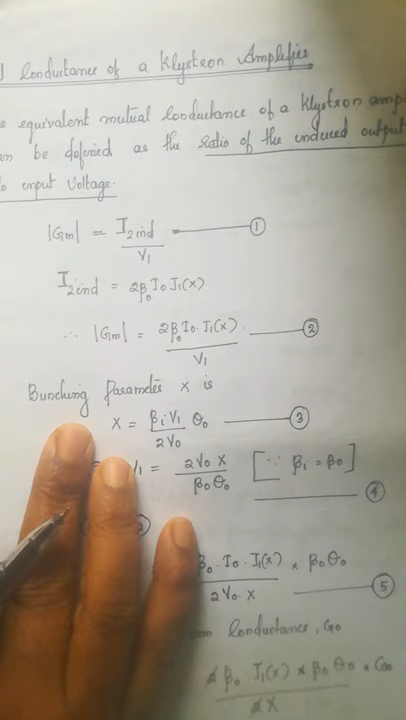 Conductance of a Klystron Amplifier
equivalent mutual Conductance of a Klystron amp
be defined as the Ratio of the induced output
input Voltage.
|Gm| = I2ind / V1 ①
I2ind = 2β0 I0 J1(X)
∴ |Gm| = 2β0 I0. J1(X). / V1 ②
Bunching Parameter X is
X = βi V1 / 2V0 θ0 ③
V1 = 2V0 X / β0 θ0 [∵ βi = β0] ④
β0. I0. J1(X) / 2V0. X × β0θ0 ⑤
Conductance, G0
2 β0 J1(X) × β0 θ0 × G0 / 2X